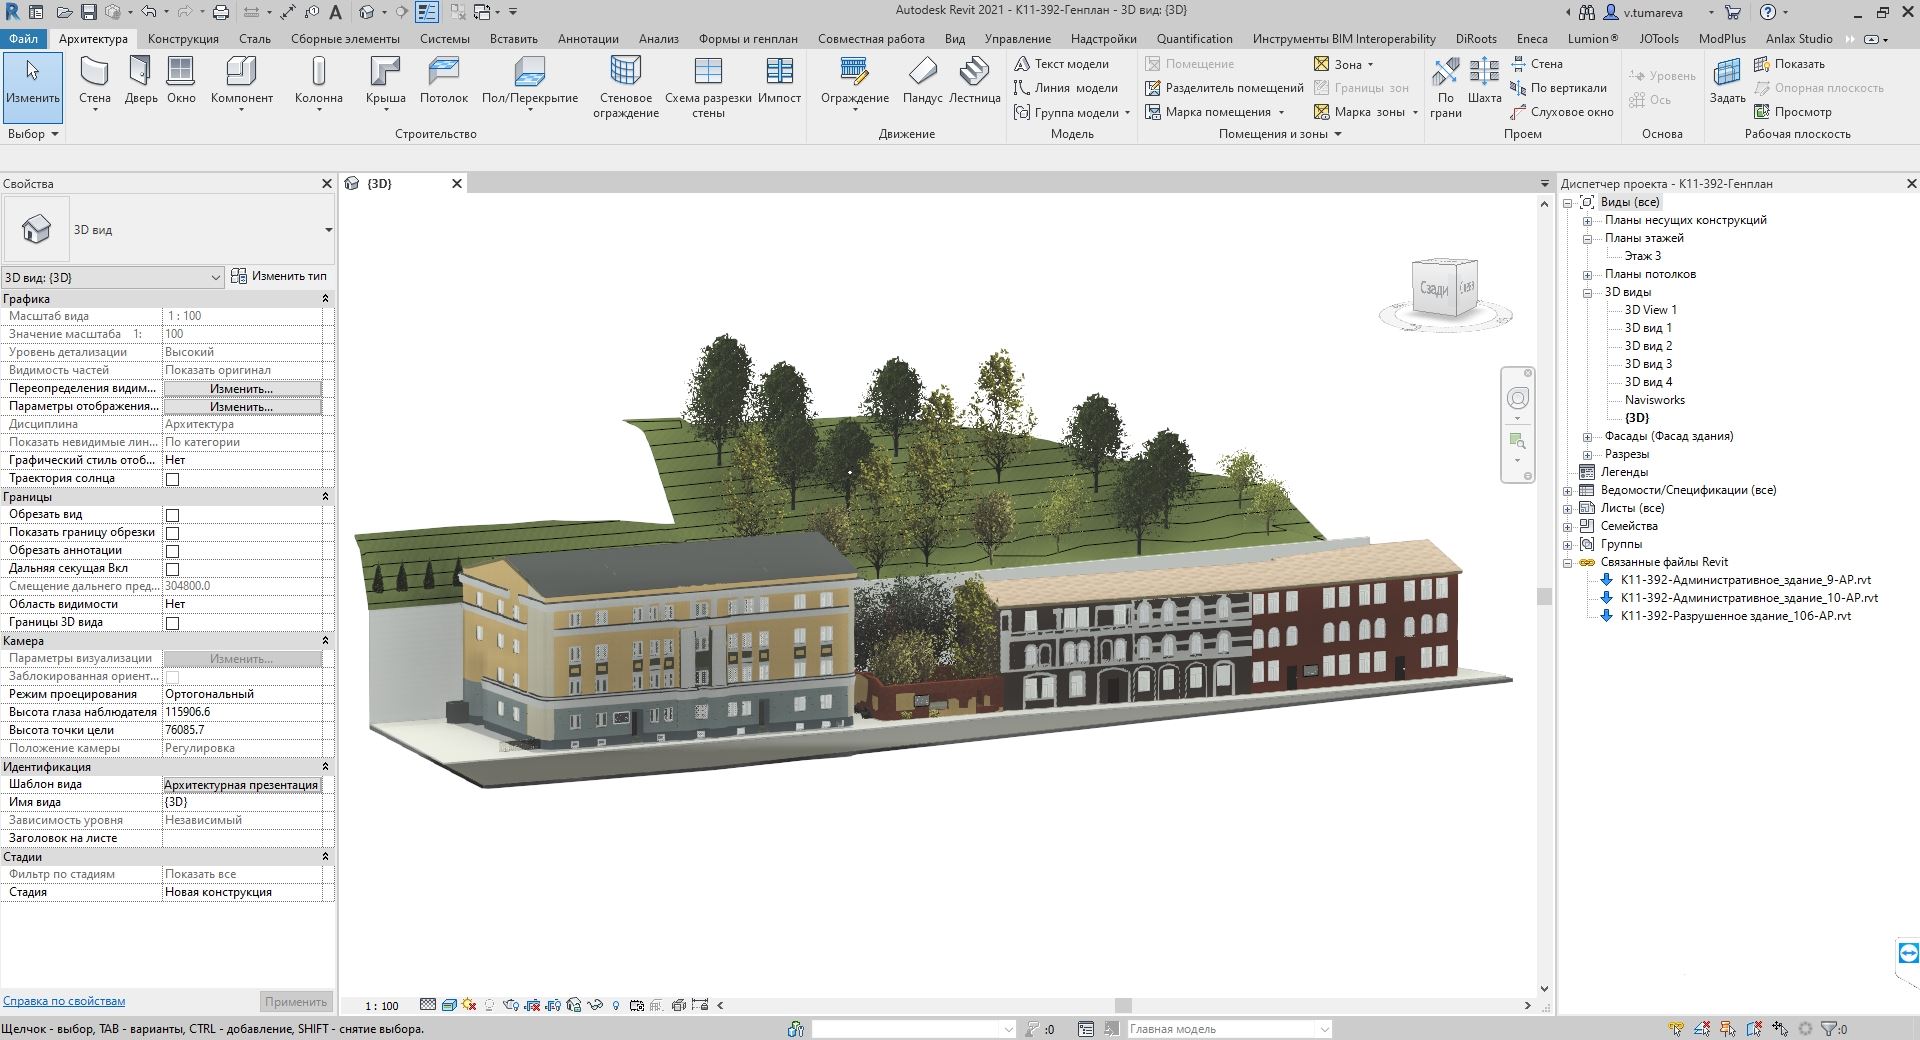 Autodesk Revit 2021 - К11-392-Генплан - 3D вид: {3D}
v.tumareva
Файл Архитектура Конструкция Сталь Сборные элементы Системы Вставить Аннотации Анализ Формы и генплан Совместная работа Вид Управление Надстройки Quantification Инструменты BIM Interoperability DiRoots Eneca Lumion® JOTools ModPlus Anlax Studio
Изменить
Стена
Дверь
Окно
Компонент
Колонна
Крыша
Потолок
Пол/Перекрытие
Стеновое ограждение
Схема разрезки стены
Импост
Ограждение
Пандус
Лестница
Текст модели
Линия модели
Группа модели
Помещение
Разделитель помещений
Марка помещения
Зона
Границы зон
Марка зоны
По грани
Шахта
Стена
По вертикали
Слуховое окно
Уровень
Ось
Задать
Показать
Опорная плоскость
Просмотр
Выбор
Строительство
Движение
Модель
Помещения и зоны
Проем
Основа
Рабочая плоскость
Свойства
3D вид
3D вид: {3D}
Изменить тип
Графика
Масштаб вида 1 : 100
Значение масштаба 1: 100
Уровень детализации Высокий
Видимость частей Показать оригинал
Переопределения видим... Изменить...
Параметры отображения... Изменить...
Дисциплина Архитектура
Показать невидимые лин... По категории
Графический стиль отоб... Нет
Траектория солнца
Границы
Обрезать вид
Показать границу обрезки
Обрезать аннотации
Дальняя секущая Вкл
Смещение дальнего пред... 304800.0
Область видимости Нет
Границы 3D вида
Камера
Параметры визуализации Изменить...
Заблокированная ориент...
Режим проецирования Ортогональный
Высота глаза наблюдателя 115906.6
Высота точки цели 76085.7
Положение камеры Регулировка
Идентификация
Шаблон вида Архитектурная презентация
Имя вида {3D}
Зависимость уровня Независимый
Заголовок на листе
Стадии
Фильтр по стадиям Показать все
Стадия Новая конструкция
Справка по свойствам
Применить
{3D}
Сзади
Слева
1 : 100
Диспетчер проекта - К11-392-Генплан
Виды (все)
Планы несущих конструкций
Планы этажей
Этаж 3
Планы потолков
3D виды
3D View 1
3D вид 1
3D вид 2
3D вид 3
3D вид 4
Navisworks
{3D}
Фасады (Фасад здания)
Разрезы
Легенды
Ведомости/Спецификации (все)
Листы (все)
Семейства
Группы
Связанные файлы Revit
К11-392-Административное_здание_9-АР.rvt
К11-392-Административное_здание_10-АР.rvt
К11-392-Разрушенное здание_106-АР.rvt
Щелчок - выбор, TAB - варианты, CTRL - добавление, SHIFT - снятие выбора.
:0
Главная модель
:0